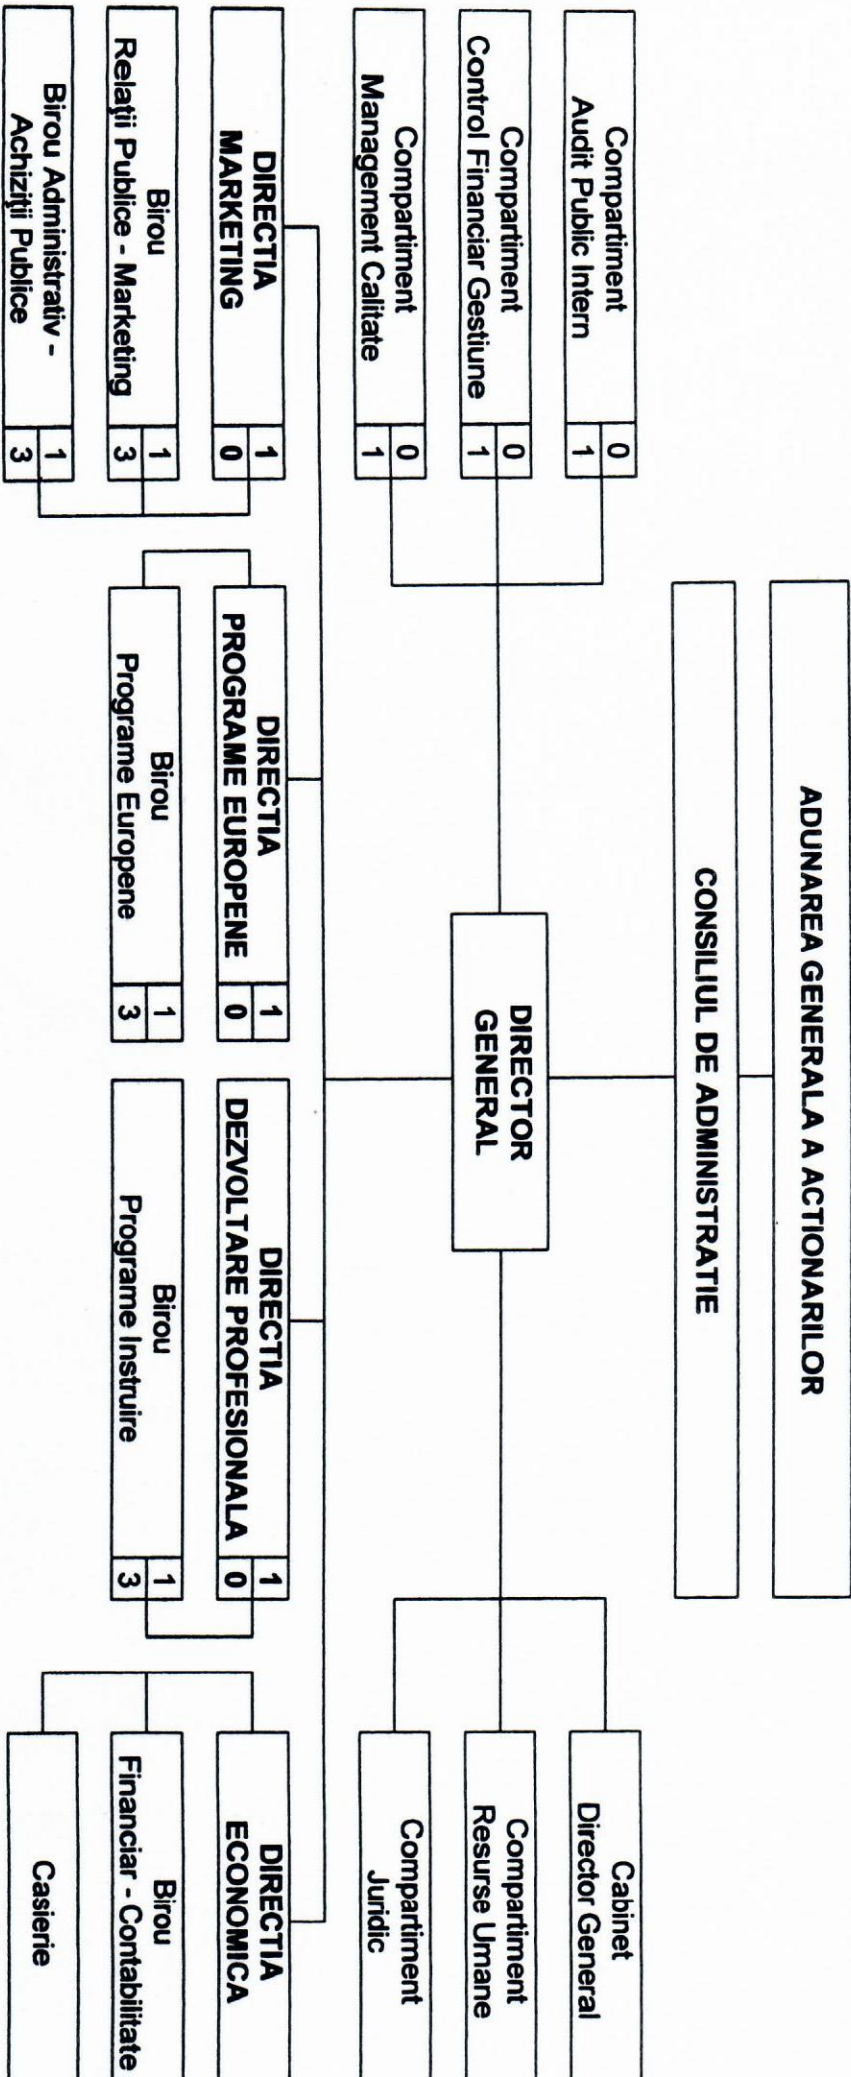 ADUNAREA GENERALA A ACTIONARILOR
CONSILIUL DE ADMINISTRATIE
DIRECTOR
GENERAL
Compartiment
Audit Public Intern
0
1
Compartiment
Control Financiar Gestiune
0
1
Compartiment
Management Calitate
0
1
Cabinet
Director General
Compartiment
Resurse Umane
Compartiment
Juridic
DIRECTIA
MARKETING
1
0
Birou
Relaţii Publice - Marketing
1
3
Birou Administrativ -
Achiziţii Publice
1
3
DIRECTIA
PROGRAME EUROPENE
1
0
Birou
Programe Europene
1
3
DIRECTIA
DEZVOLTARE PROFESIONALA
1
0
Birou
Programe Instruire
1
3
DIRECTIA
ECONOMICA
Birou
Financiar - Contabilitate
Casierie